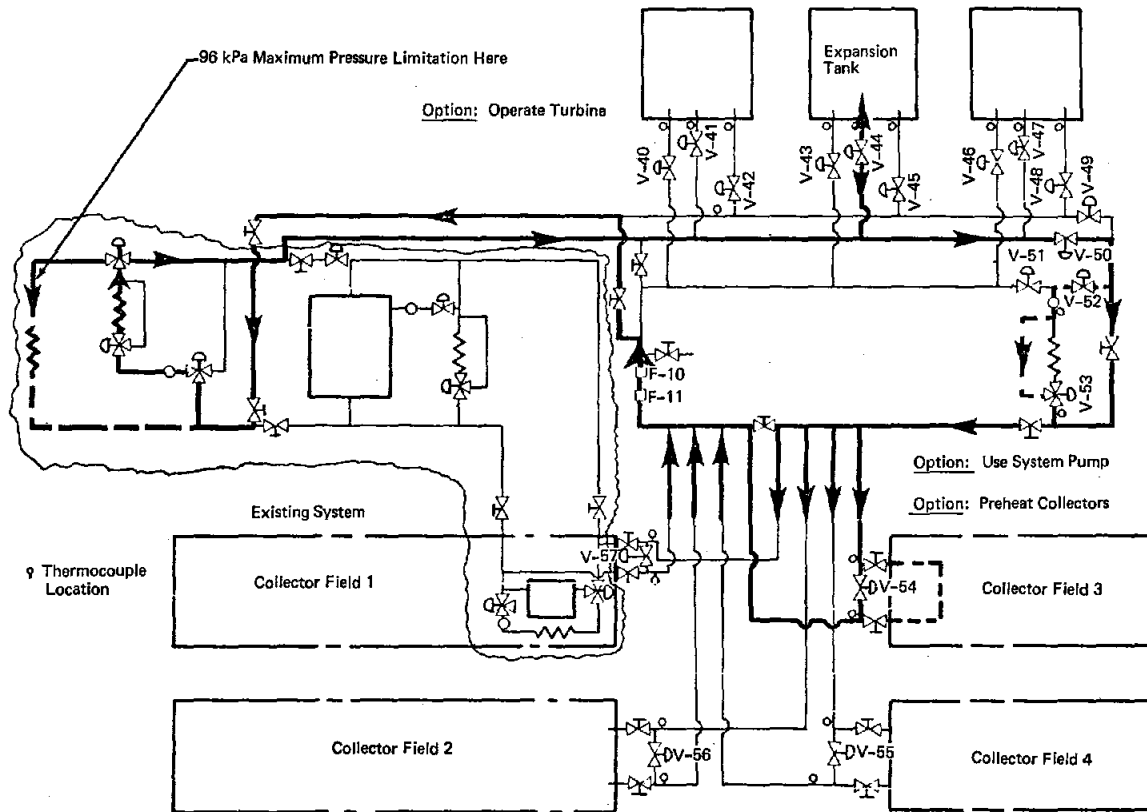 96 kPa Maximum Pressure Limitation Here
Option: Operate Turbine
Expansion
Tank
V-40
V-41
V-42
V-43
V-44
V-45
V-46
V-47
V-48
V-49
V-51
V-50
V-52
V-53
F-10
F-11
Option: Use System Pump
Option: Preheat Collectors
Existing System
Thermocouple
Location
Collector Field 1
V-57
V-54
Collector Field 3
Collector Field 2
V-56
V-55
Collector Field 4